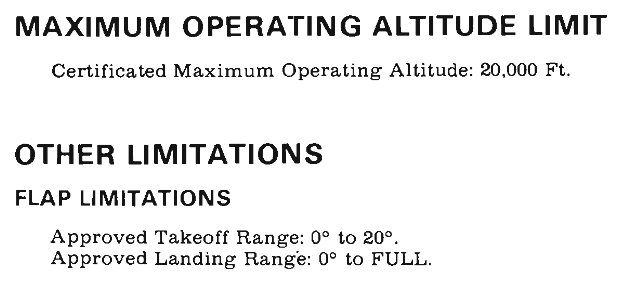 MAXIMUM OPERATING ALTITUDE LIMIT
Certificated Maximum Operating Altitude: 20,000 Ft.
OTHER LIMITATIONS
FLAP LIMITATIONS
Approved Takeoff Range: 0° to 20°.
Approved Landing Range: 0° to FULL.